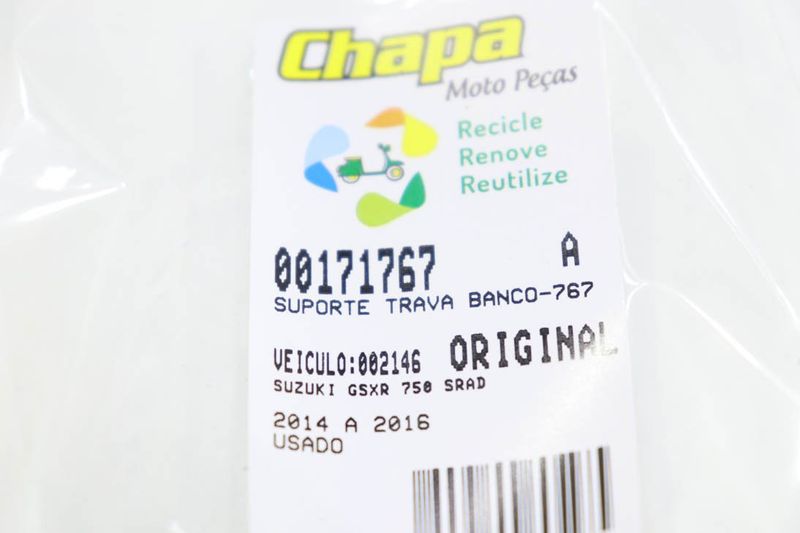 Chapa
Moto Peças
Recicle
Renove
Reutilize
00171767 A
SUPORTE TRAVA BANCO-767
VEICULO:002146 ORIGINAL
SUZUKI GSXR 750 SRAD
2014 A 2016
USADO